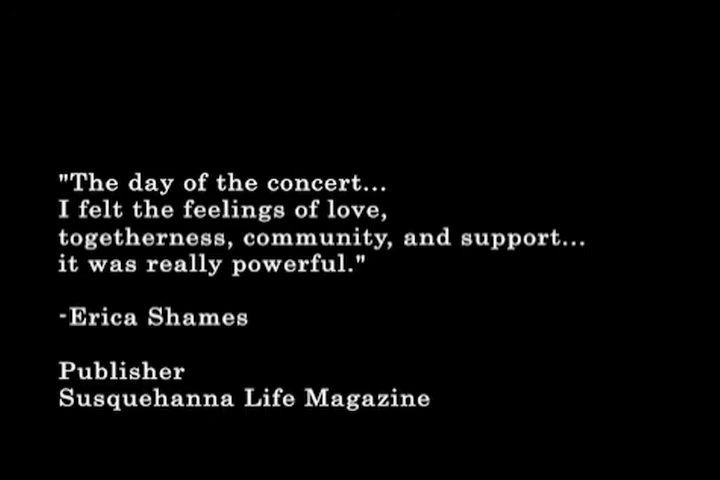 "The day of the concert...
I felt the feelings of love,
togetherness, community, and support...
it was really powerful."
-Erica Shames
Publisher
Susquehanna Life Magazine